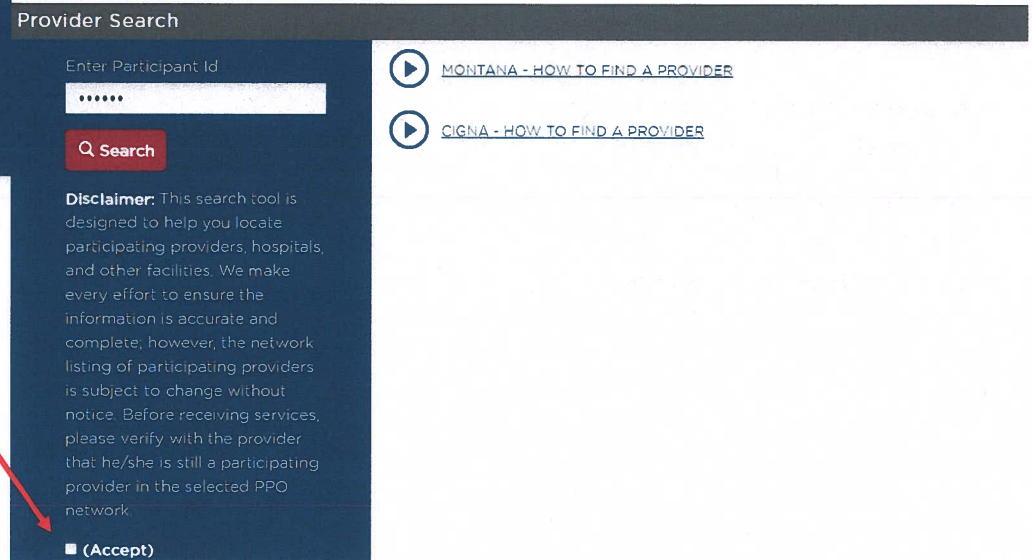 Provider Search
Enter Participant Id
••••••
Search
Disclaimer: This search tool is
designed to help you locate
participating providers, hospitals,
and other facilities. We make
every effort to ensure the
information is accurate and
complete; however, the network
listing of participating providers
is subject to change without
notice. Before receiving services,
please verify with the provider
that he/she is still a participating
provider in the selected PPO
network.
(Accept)
MONTANA - HOW TO FIND A PROVIDER
CIGNA - HOW TO FIND A PROVIDER